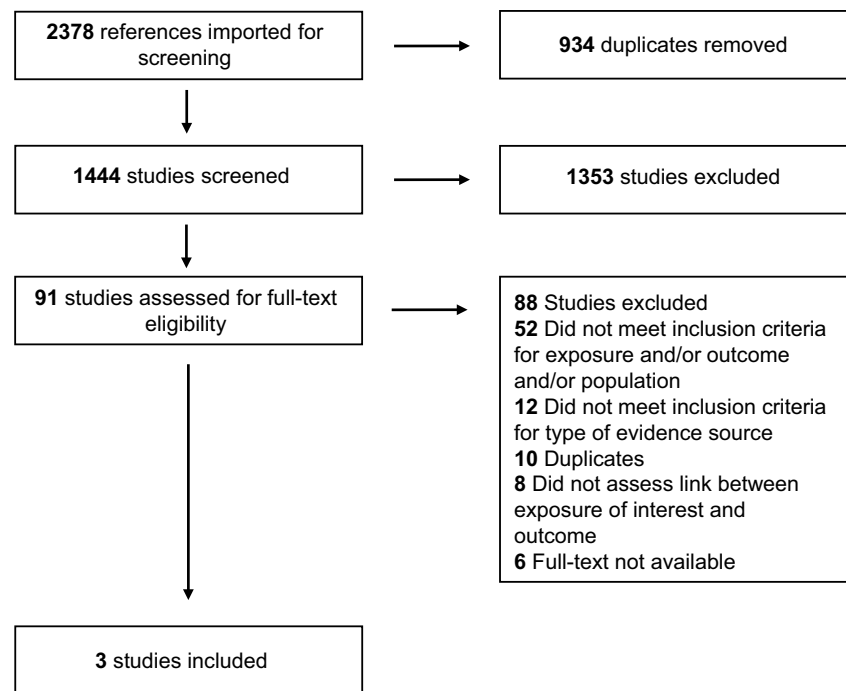 2378 references imported for
screening
934 duplicates removed
1444 studies screened
1353 studies excluded
91 studies assessed for full-text
eligibility
88 Studies excluded
52 Did not meet inclusion criteria
for exposure and/or outcome
and/or population
12 Did not meet inclusion criteria
for type of evidence source
10 Duplicates
8 Did not assess link between
exposure of interest and
outcome
6 Full-text not available
3 studies included